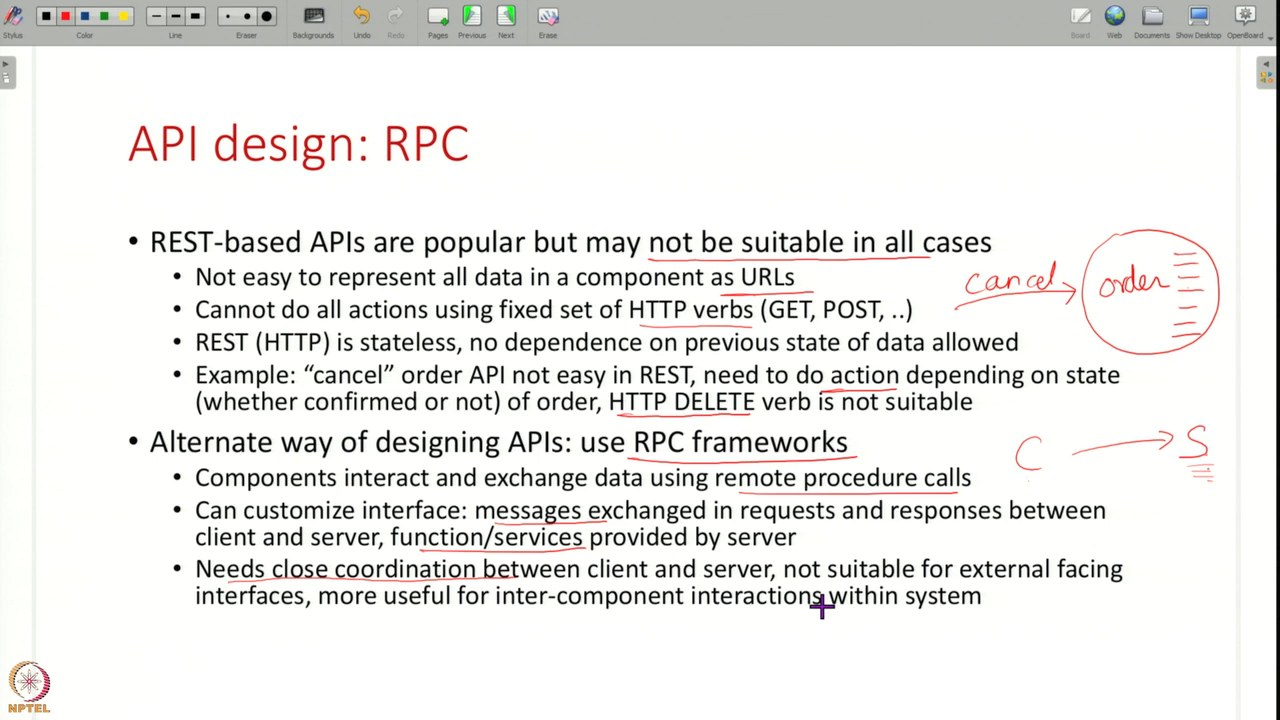 Stylus
Color
Line
Eraser
Backgrounds
Undo
Redo
Pages
Previous
Next
Erase
Board
Web
Documents
Show Desktop
OpenBoard
API design: RPC
• REST-based APIs are popular but may not be suitable in all cases
• Not easy to represent all data in a component as URLs
• Cannot do all actions using fixed set of HTTP verbs (GET, POST, ..)
• REST (HTTP) is stateless, no dependence on previous state of data allowed
• Example: “cancel” order API not easy in REST, need to do action depending on state
(whether confirmed or not) of order, HTTP DELETE verb is not suitable
cancel
order
• Alternate way of designing APIs: use RPC frameworks
• Components interact and exchange data using remote procedure calls
• Can customize interface: messages exchanged in requests and responses between
client and server, function/services provided by server
• Needs close coordination between client and server, not suitable for external facing
interfaces, more useful for inter-component interactions within system
C
S
NPTEL